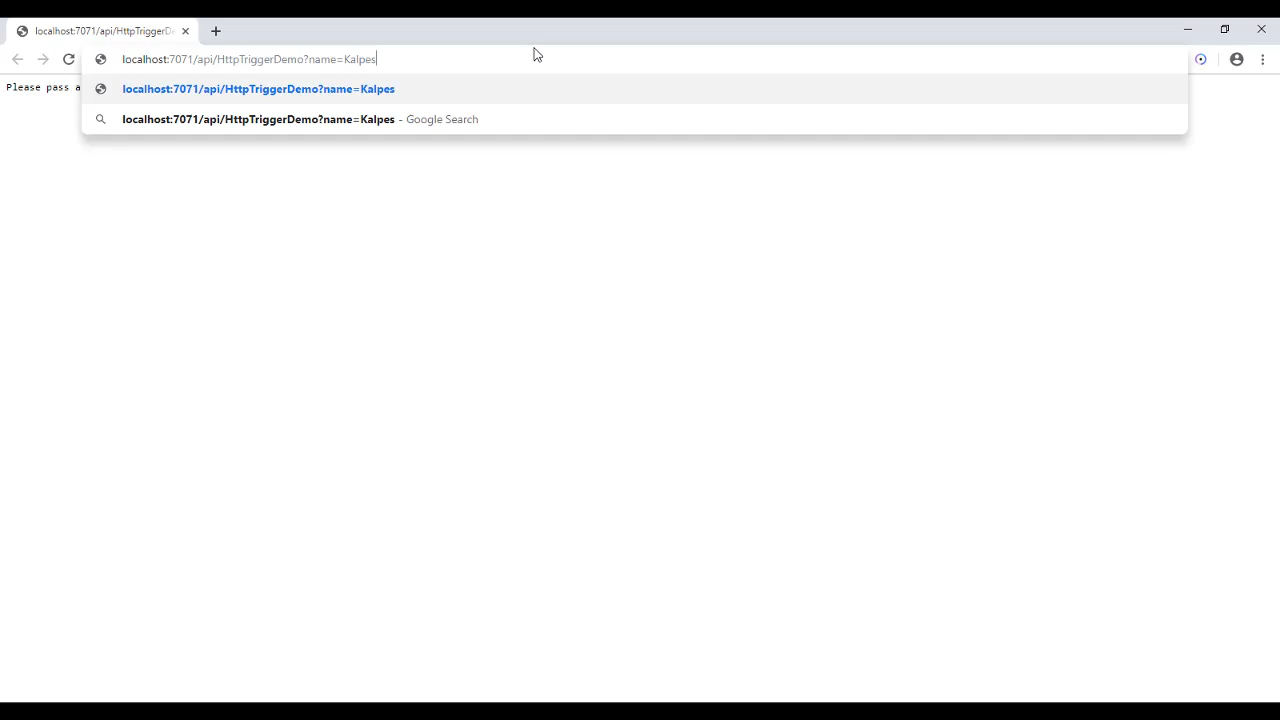 localhost:7071/api/HttpTriggerD
localhost:7071/api/HttpTriggerDemo?name=Kalpes
Please pass a
localhost:7071/api/HttpTriggerDemo?name=Kalpes
localhost:7071/api/HttpTriggerDemo?name=Kalpes - Google Search